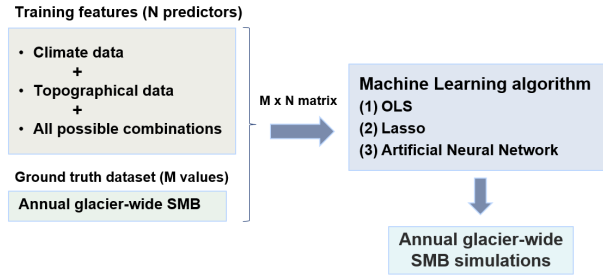 Training features (N predictors)
• Climate data
+
• Topographical data
+
• All possible combinations
Ground truth dataset (M values)
Annual glacier-wide SMB
M x N matrix
Machine Learning algorithm
(1) OLS
(2) Lasso
(3) Artificial Neural Network
Annual glacier-wide
SMB simulations